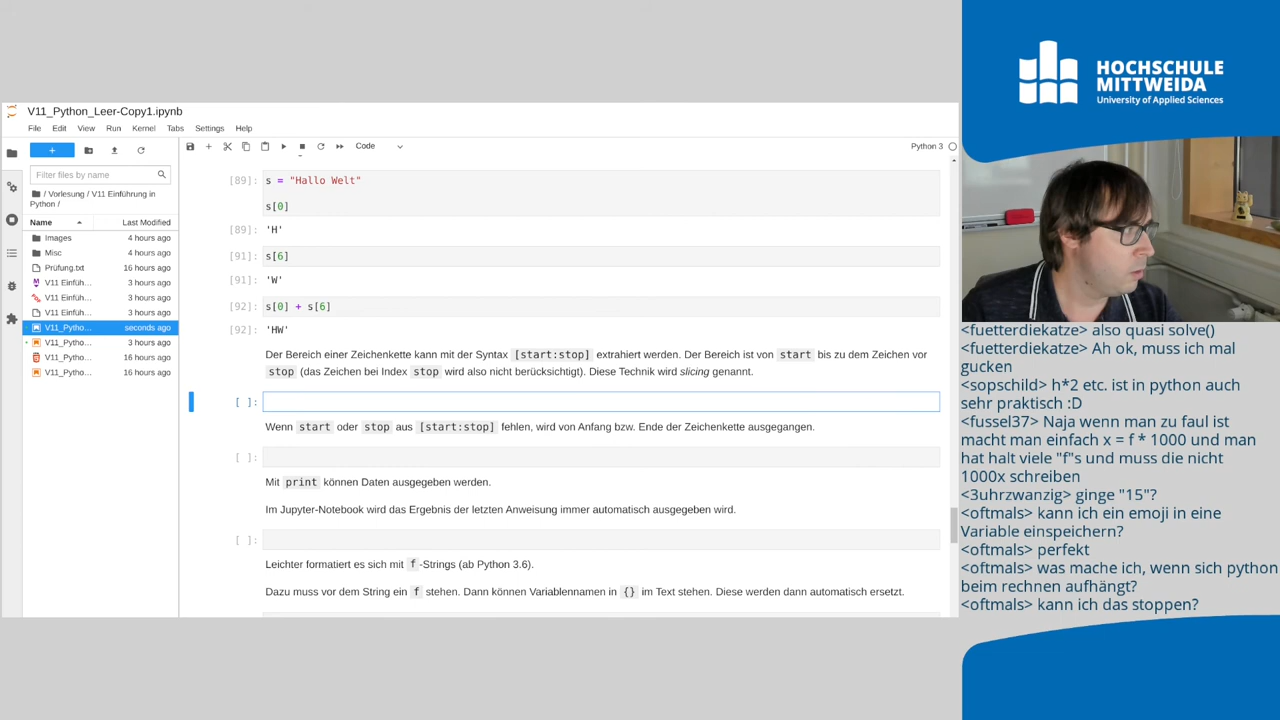 V11_Python_Leer-Copy1.ipynb
File Edit View Run Kernel Tabs Settings Help
+
Code
Python 3
Filter files by name
/ Vorlesung / V11 Einführung in
Python /
Name Last Modified
Images 4 hours ago
Misc 4 hours ago
Prüfung.txt 16 hours ago
V11 Einfüh... 3 hours ago
V11 Einfüh... 3 hours ago
V11 Einfüh... 3 hours ago
V11_Pytho... seconds ago
V11_Pytho... 3 hours ago
V11_Pytho... 16 hours ago
V11_Pytho... 16 hours ago
[89]: s = "Hallo Welt"
s[0]
[89]: 'H'
[91]: s[6]
[91]: 'W'
[92]: s[0] + s[6]
[92]: 'HW'
Der Bereich einer Zeichenkette kann mit der Syntax [start:stop] extrahiert werden. Der Bereich ist von start bis zu dem Zeichen vor
stop (das Zeichen bei Index stop wird also nicht berücksichtigt). Diese Technik wird slicing genannt.
[ ]:
Wenn start oder stop aus [start:stop] fehlen, wird von Anfang bzw. Ende der Zeichenkette ausgegangen.
[ ]:
Mit print können Daten ausgegeben werden.
Im Jupyter-Notebook wird das Ergebnis der letzten Anweisung immer automatisch ausgegeben wird.
[ ]:
Leichter formatiert es sich mit f -Strings (ab Python 3.6).
Dazu muss vor dem String ein f stehen. Dann können Variablennamen in {} im Text stehen. Diese werden dann automatisch ersetzt.
HOCHSCHULE
MITTWEIDA
University of Applied Sciences
<fuetterdiekatze> also quasi solve()
<fuetterdiekatze> Ah ok, muss ich mal
gucken
<sopschild> h*2 etc. ist in python auch
sehr praktisch :D
<fussel37> Naja wenn man zu faul ist
macht man einfach x = f * 1000 und man
hat halt viele "f"s und muss die nicht
1000x schreiben
<3uhrzwanzig> ginge "15"?
<oftmals> kann ich ein emoji in eine
Variable einspeichern?
<oftmals> perfekt
<oftmals> was mache ich, wenn sich python
beim rechnen aufhängt?
<oftmals> kann ich das stoppen?